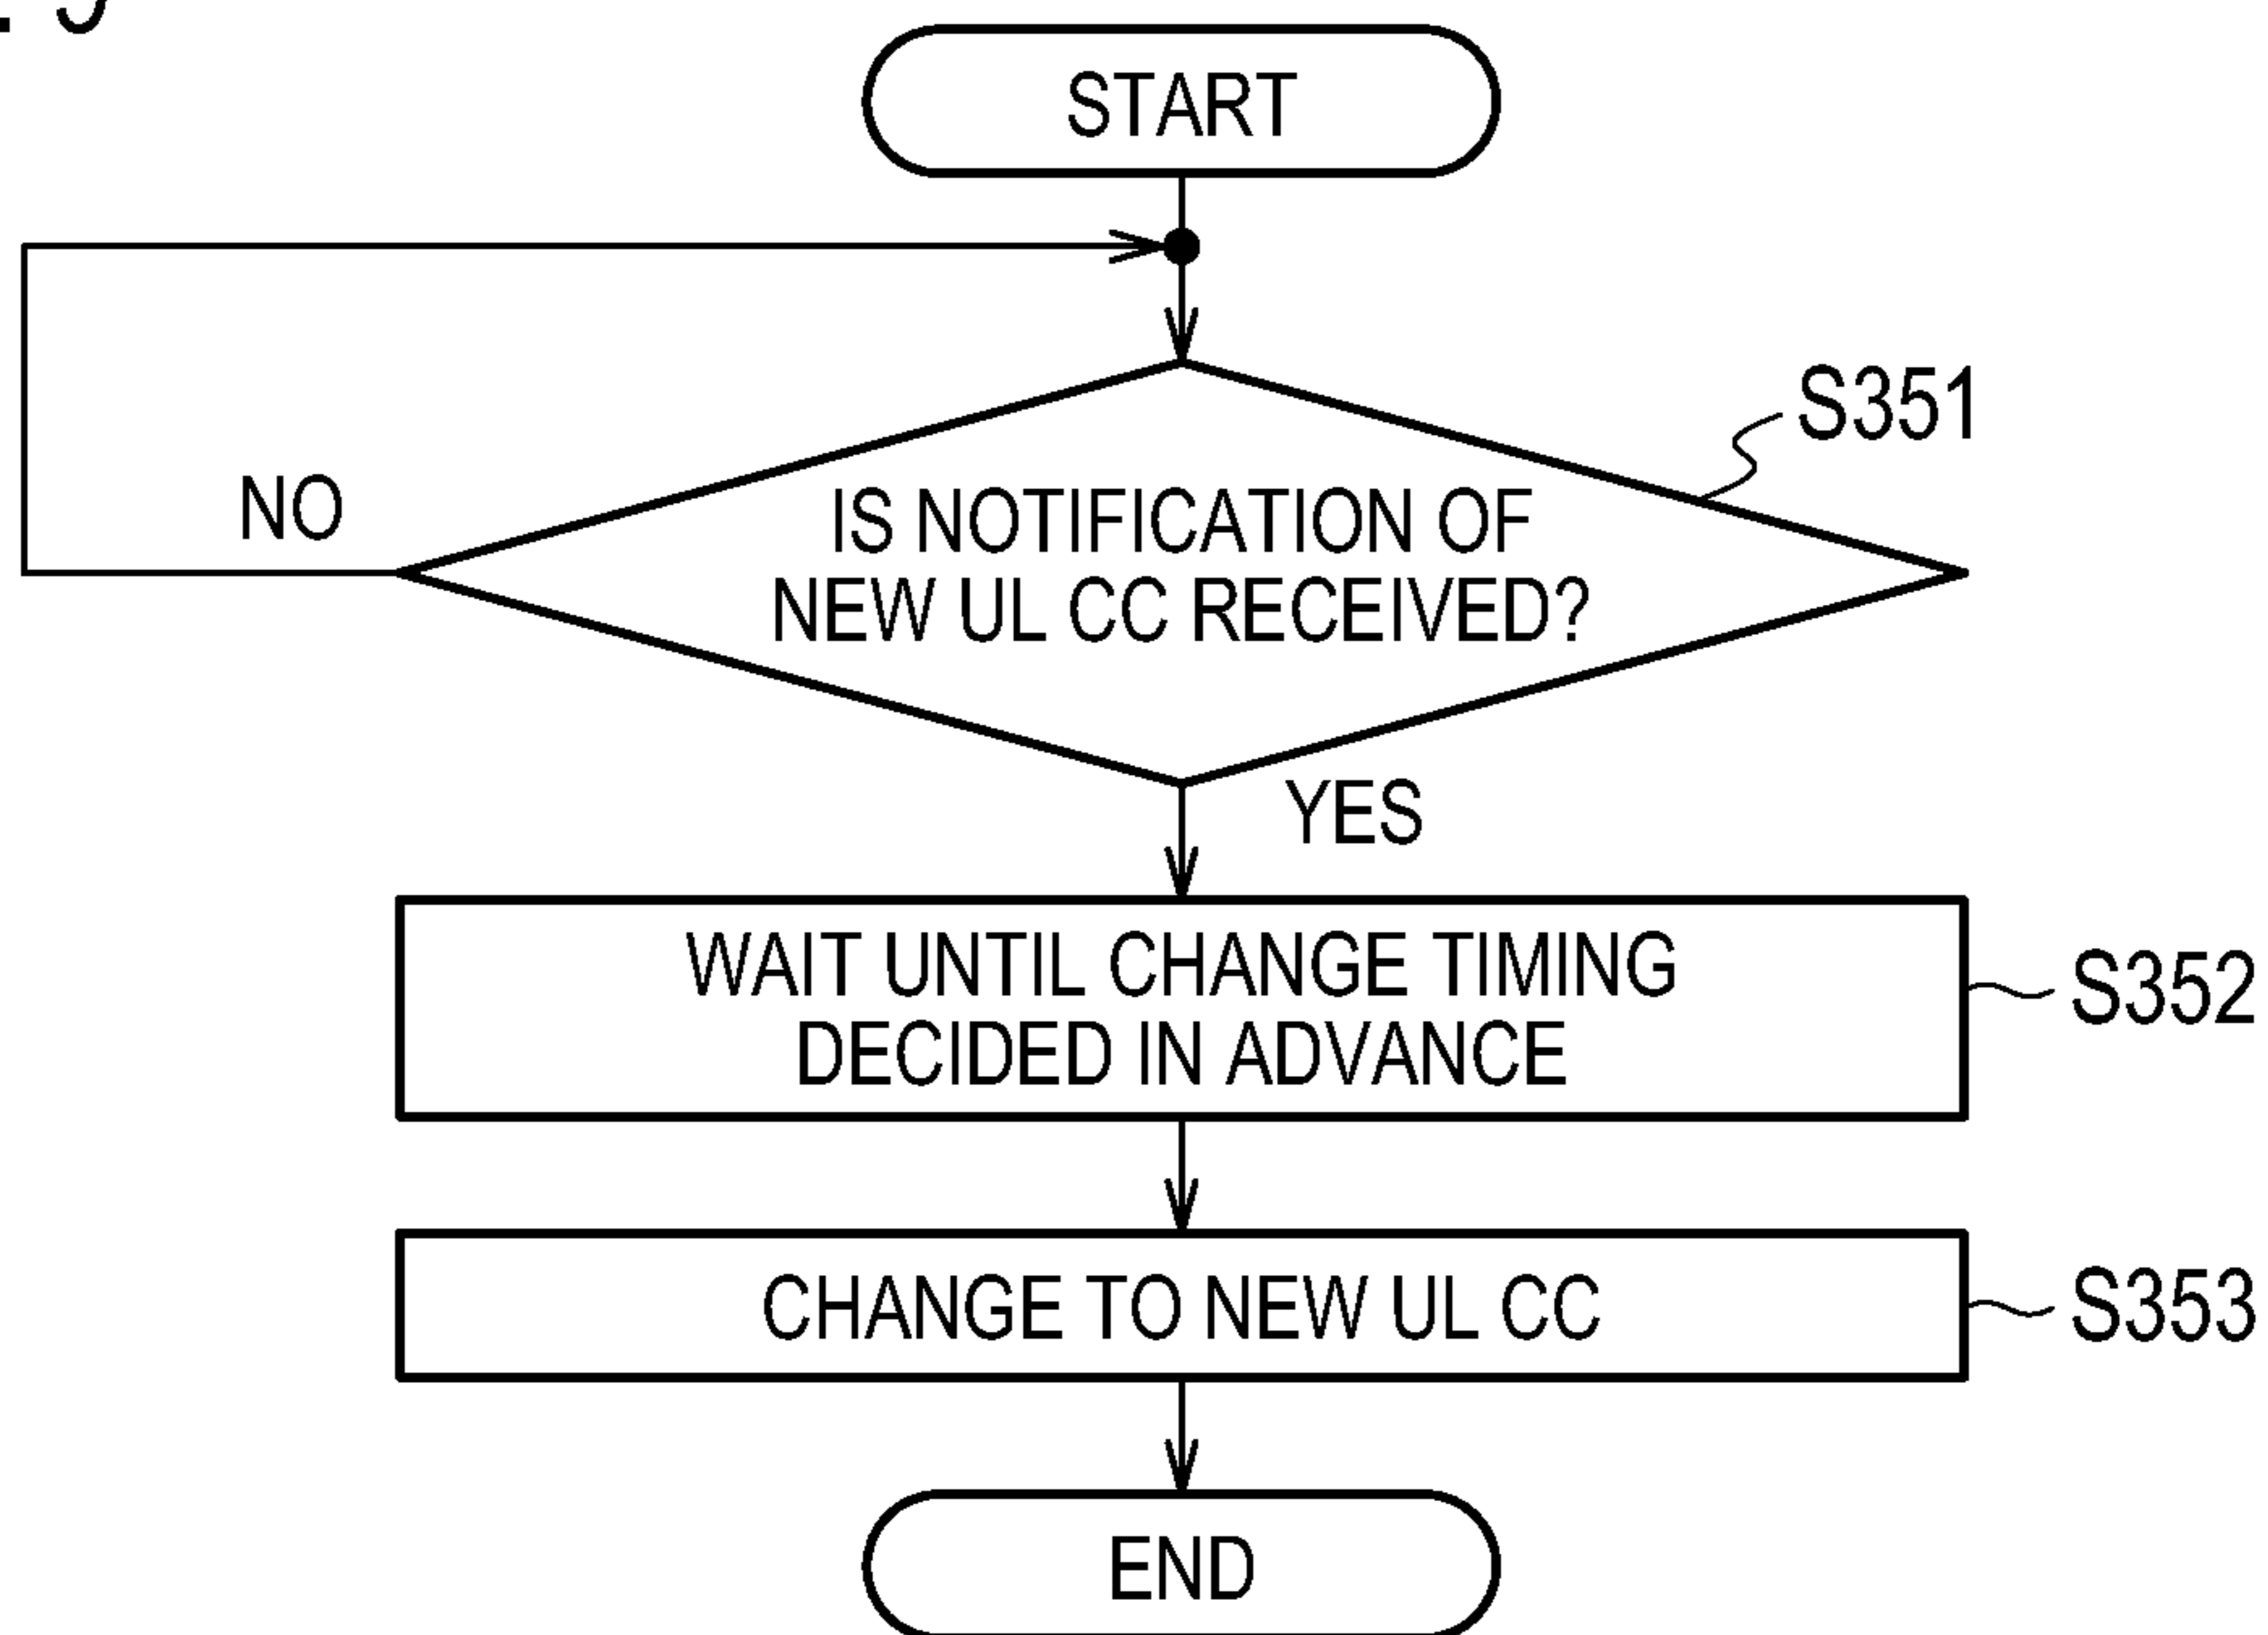 START
S351
NO
IS NOTIFICATION OF
NEW UL CC RECEIVED?
YES
WAIT UNTIL CHANGE TIMING
DECIDED IN ADVANCE
S352
CHANGE TO NEW UL CC
S353
END